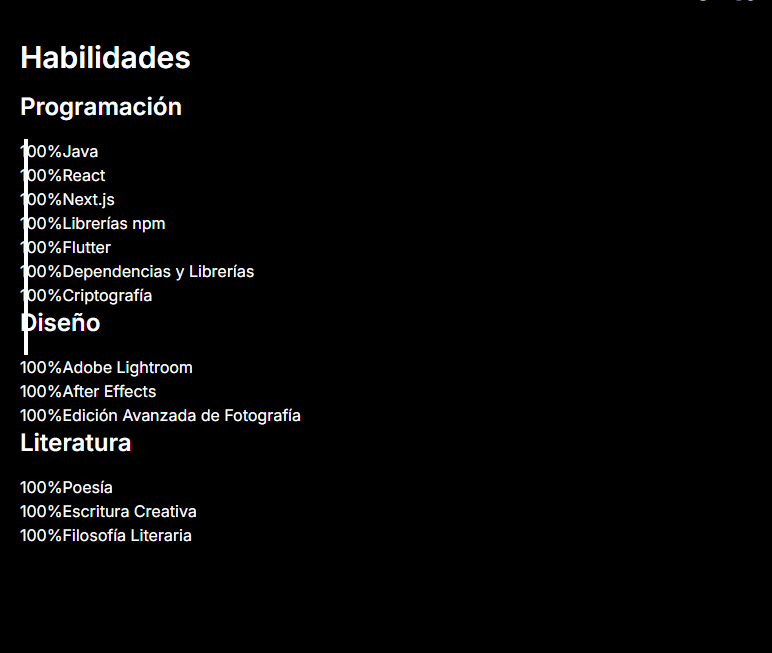 Habilidades
Programación
100%Java
100%React
100%Next.js
100%Librerías npm
100%Flutter
100%Dependencias y Librerías
100%Criptografía
Diseño
100%Adobe Lightroom
100%After Effects
100%Edición Avanzada de Fotografía
Literatura
100%Poesía
100%Escritura Creativa
100%Filosofía Literaria